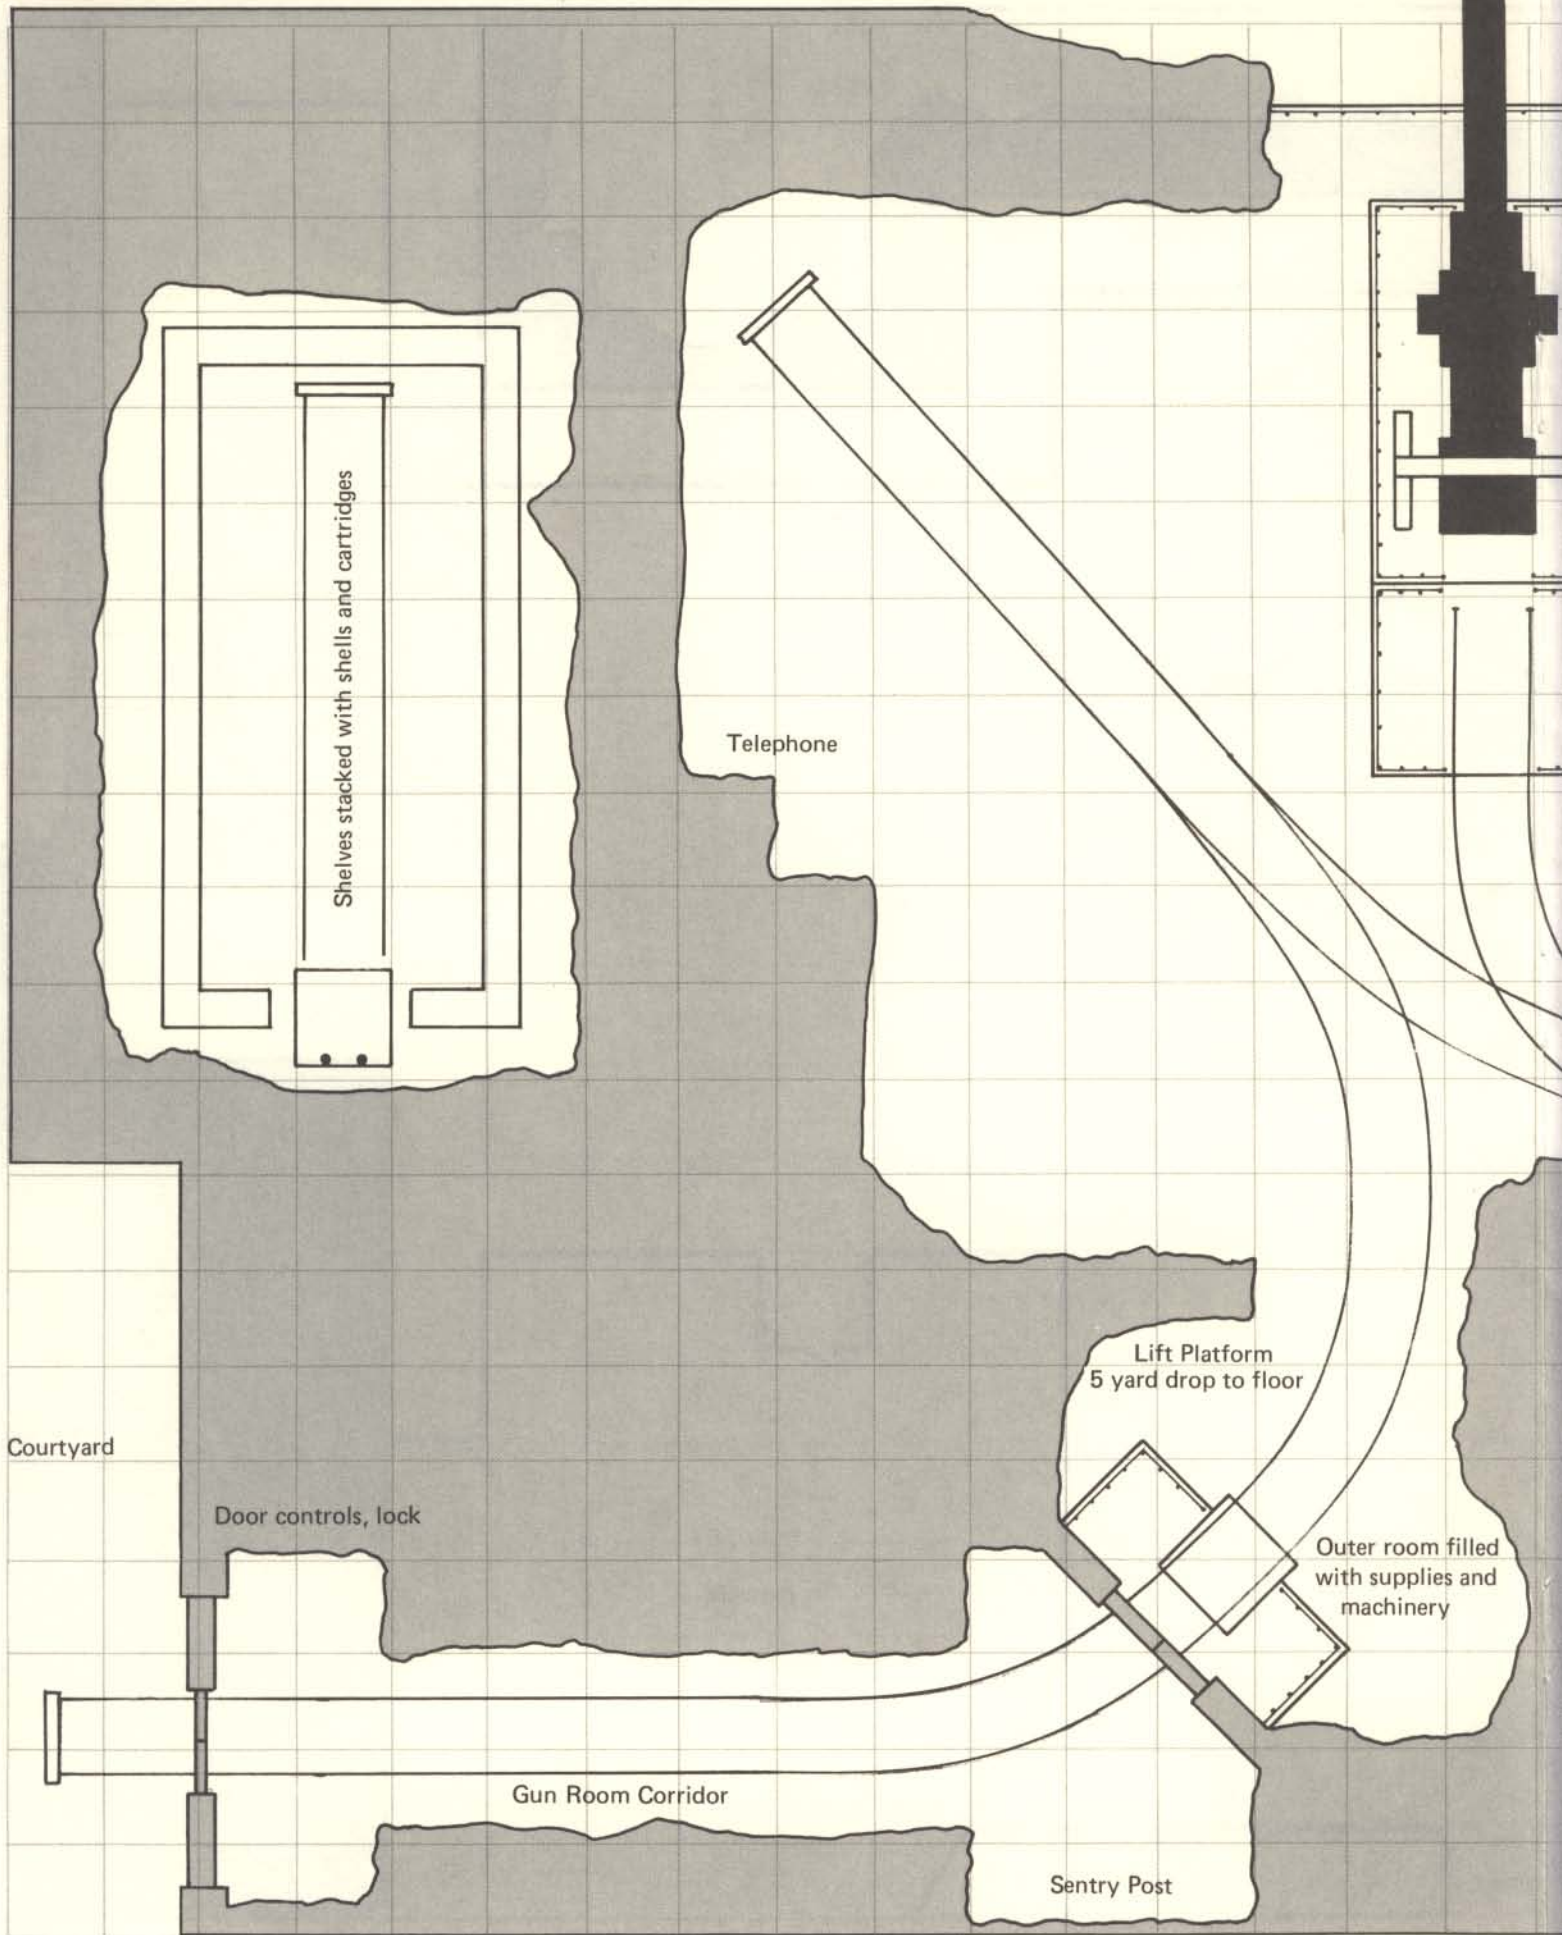 Shelves stacked with shells and cartridges
Telephone
Lift Platform
5 yard drop to floor
Courtyard
Door controls, lock
Outer room filled
with supplies and
machinery
Gun Room Corridor
Sentry Post